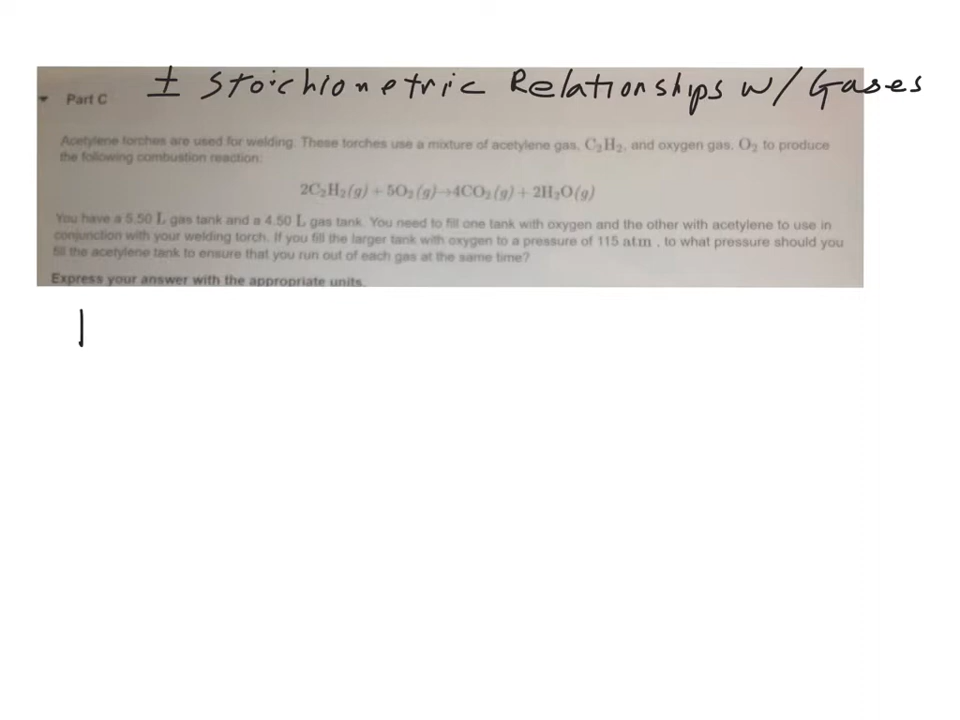 ± Stoichiometric Relationships w/ Gases
Part C
Acetylene torches are used for welding. These torches use a mixture of acetylene gas, C₂H₂, and oxygen gas, O₂ to produce
the following combustion reaction:
2C₂H₂(g) + 5O₂(g)→4CO₂(g) + 2H₂O(g)
You have a 5.50 L gas tank and a 4.50 L gas tank. You need to fill one tank with oxygen and the other with acetylene to use in
conjunction with your welding torch. If you fill the larger tank with oxygen to a pressure of 115 atm , to what pressure should you
fill the acetylene tank to ensure that you run out of each gas at the same time?
Express your answer with the appropriate units.